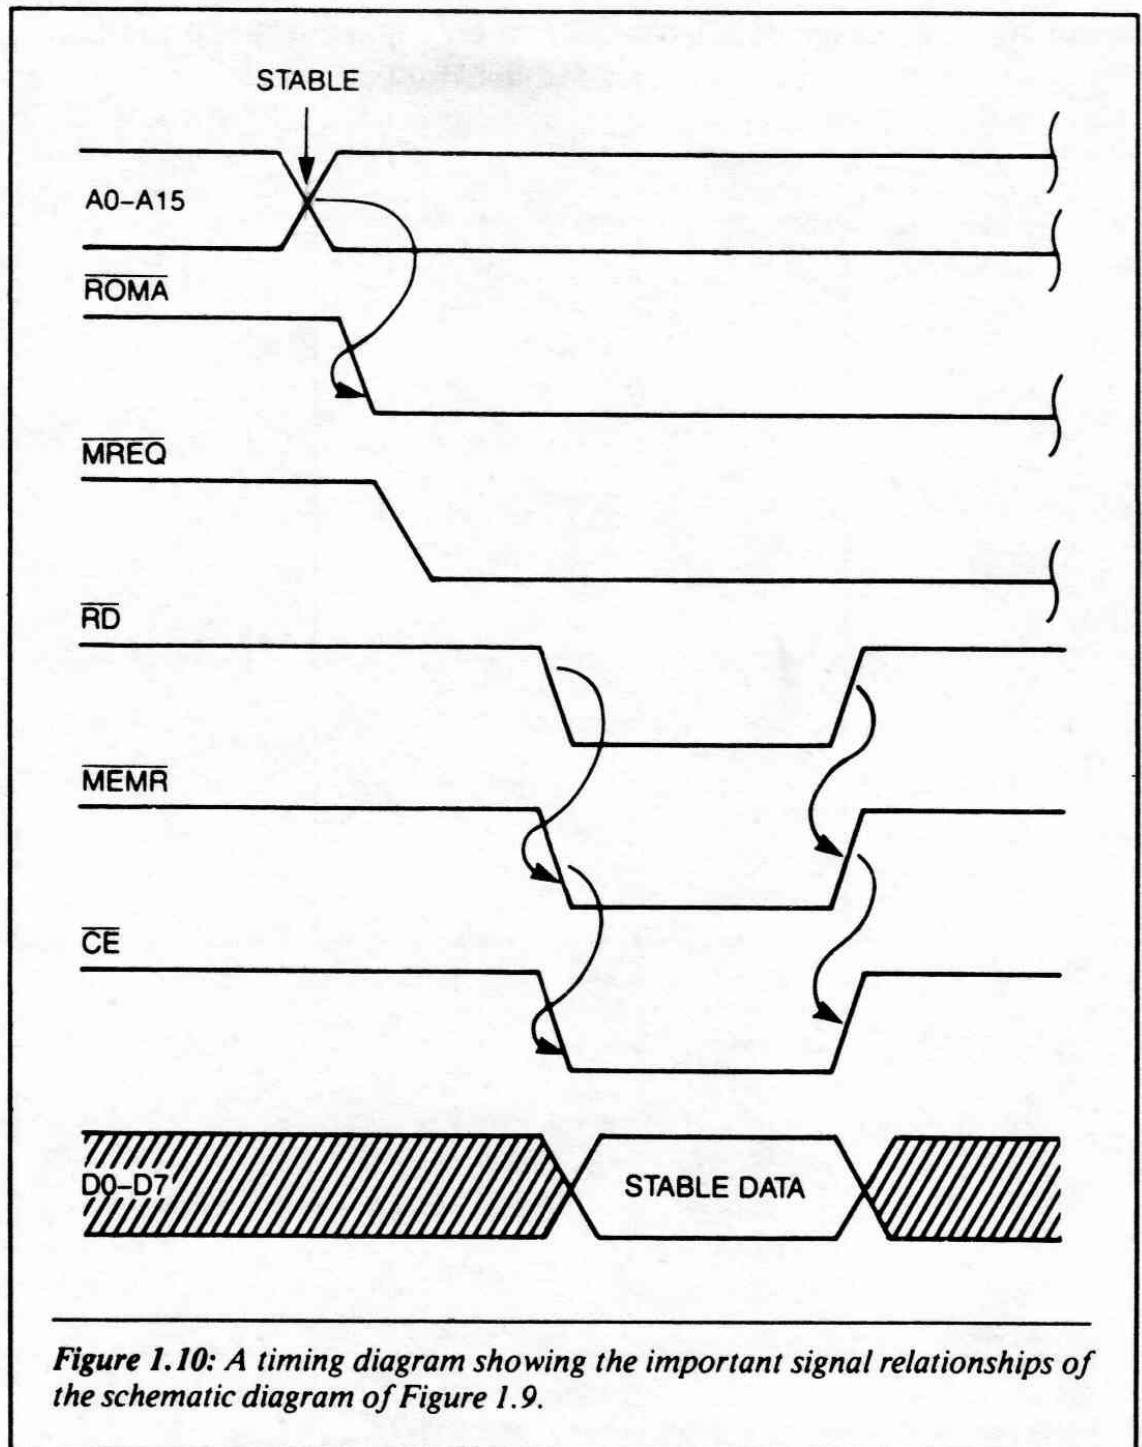 STABLE
A0–A15
ROMA
MREQ
RD
MEMR
CE
D0–D7
STABLE DATA
Figure 1.10: A timing diagram showing the important signal relationships of
the schematic diagram of Figure 1.9.